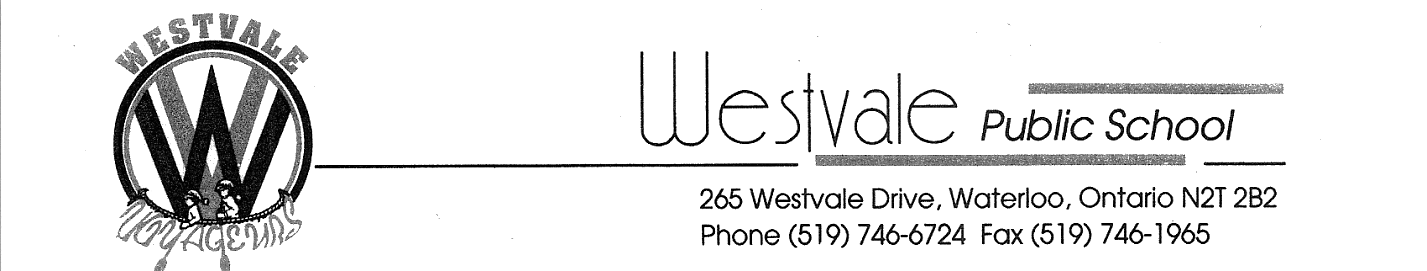 WESTVALE
W
VOYAGEURS
Westvale Public School
265 Westvale Drive, Waterloo, Ontario N2T 2B2
Phone (519) 746-6724 Fax (519) 746-1965